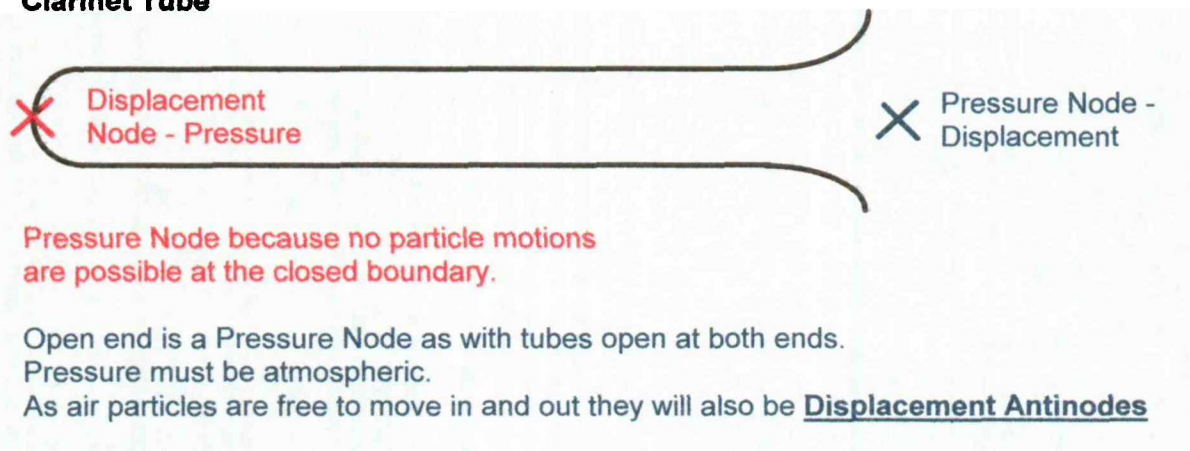 Clarinet Tube
Displacement
Node - Pressure
Pressure Node -
Displacement
Pressure Node because no particle motions
are possible at the closed boundary.
Open end is a Pressure Node as with tubes open at both ends.
Pressure must be atmospheric.
As air particles are free to move in and out they will also be Displacement Antinodes